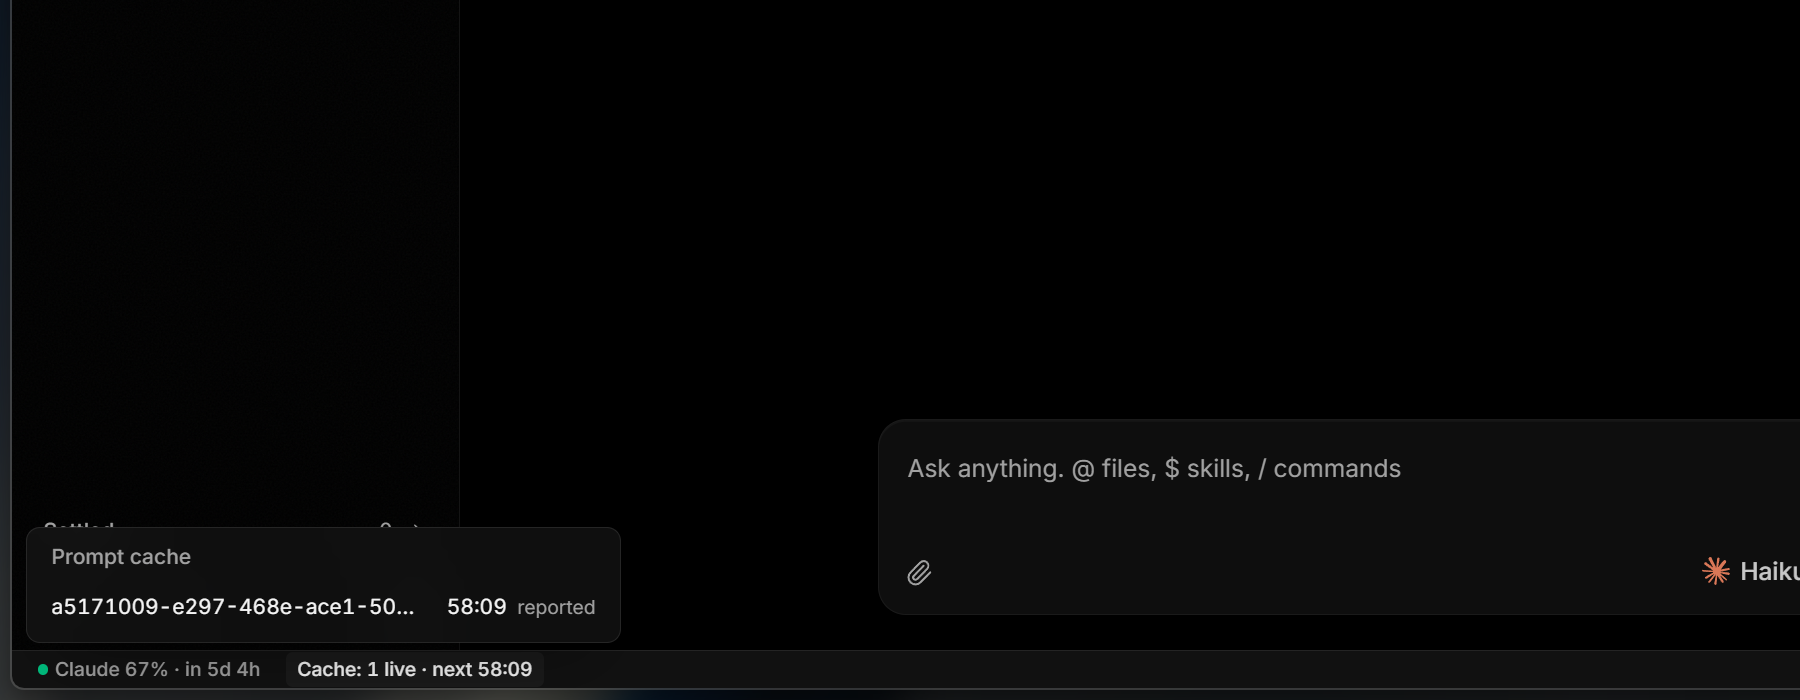 Ask anything. @ files, $ skills, / commands
Haiku
Settled
Prompt cache
a5171009-e297-468e-ace1-50... 58:09 reported
Claude 67% · in 5d 4h
Cache: 1 live · next 58:09